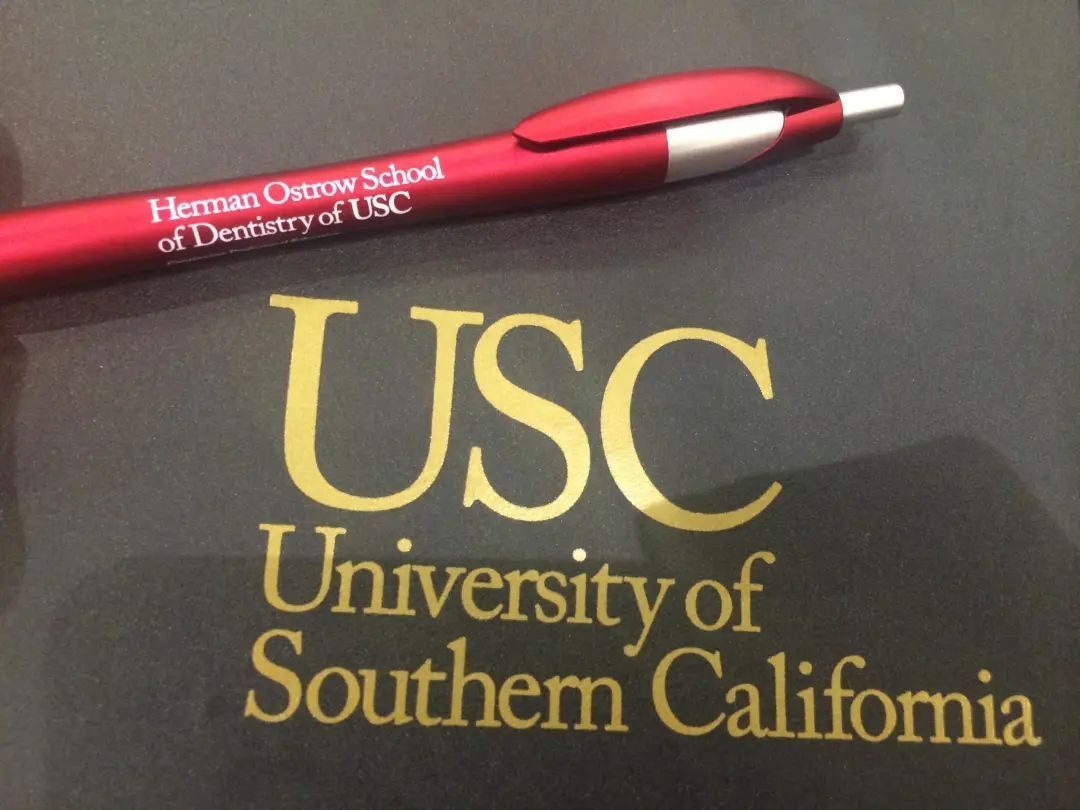 Herman Ostrow School
of Dentistry of USC
USC
University of
Southern California